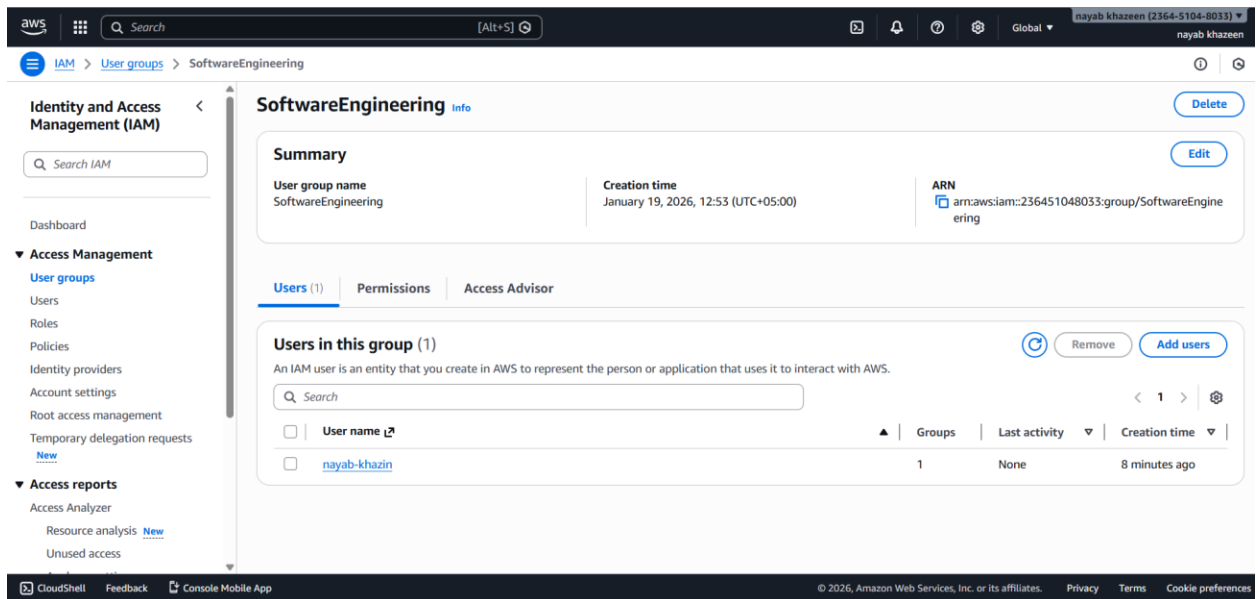 aws
Search [Alt+S]
Global ▼
nayab khazeen (2364-5104-8033) ▼
nayab khazeen
IAM > User groups > SoftwareEngineering
Identity and Access Management (IAM)
Search IAM
Dashboard
Access Management
User groups
Users
Roles
Policies
Identity providers
Account settings
Root access management
Temporary delegation requests
New
Access reports
Access Analyzer
Resource analysis New
Unused access
SoftwareEngineering Info
Delete
Summary
Edit
User group name
SoftwareEngineering
Creation time
January 19, 2026, 12:53 (UTC+05:00)
ARN
arn:aws:iam::236451048033:group/SoftwareEngine
ering
Users (1) Permissions Access Advisor
Users in this group (1)
Remove Add users
An IAM user is an entity that you create in AWS to represent the person or application that uses it to interact with AWS.
Search
1
User name Groups Last activity Creation time
nayab-khazin 1 None 8 minutes ago
CloudShell Feedback Console Mobile App © 2026, Amazon Web Services, Inc. or its affiliates. Privacy Terms Cookie preferences